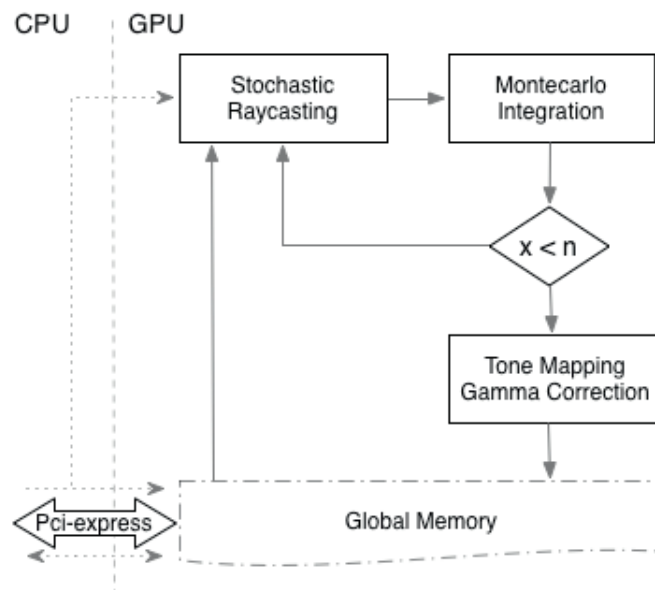 CPU
GPU
Stochastic
Raycasting
Montecarlo
Integration
x < n
Tone Mapping
Gamma Correction
Pci-express
Global Memory